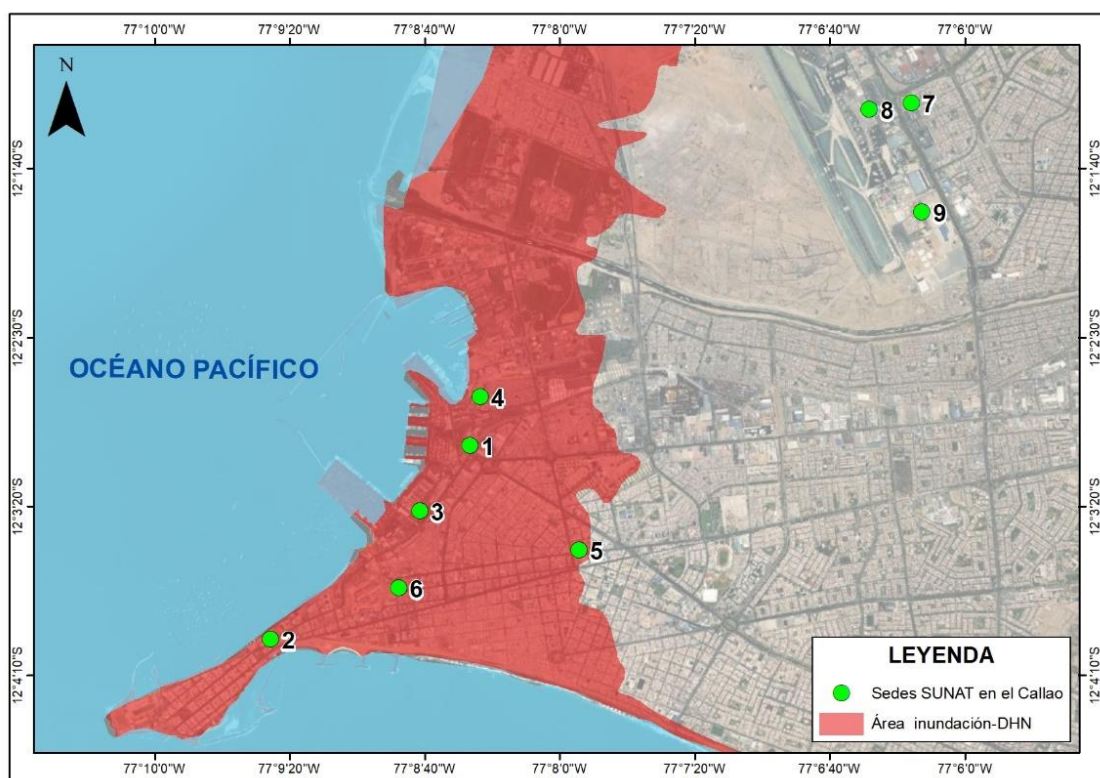 77°10'0"W 77°9'20"W 77°8'40"W 77°8'0"W 77°7'20"W 77°6'40"W 77°6'0"W
N
8 7
12°1'40"S 12°1'40"S
9
12°2'30"S 12°2'30"S
OCÉANO PACÍFICO
4
1
12°3'20"S 12°3'20"S
3
5
6
2
LEYENDA
12°4'10"S 12°4'10"S
Sedes SUNAT en el Callao
Área inundación-DHN
77°10'0"W 77°9'20"W 77°8'40"W 77°8'0"W 77°7'20"W 77°6'40"W 77°6'0"W